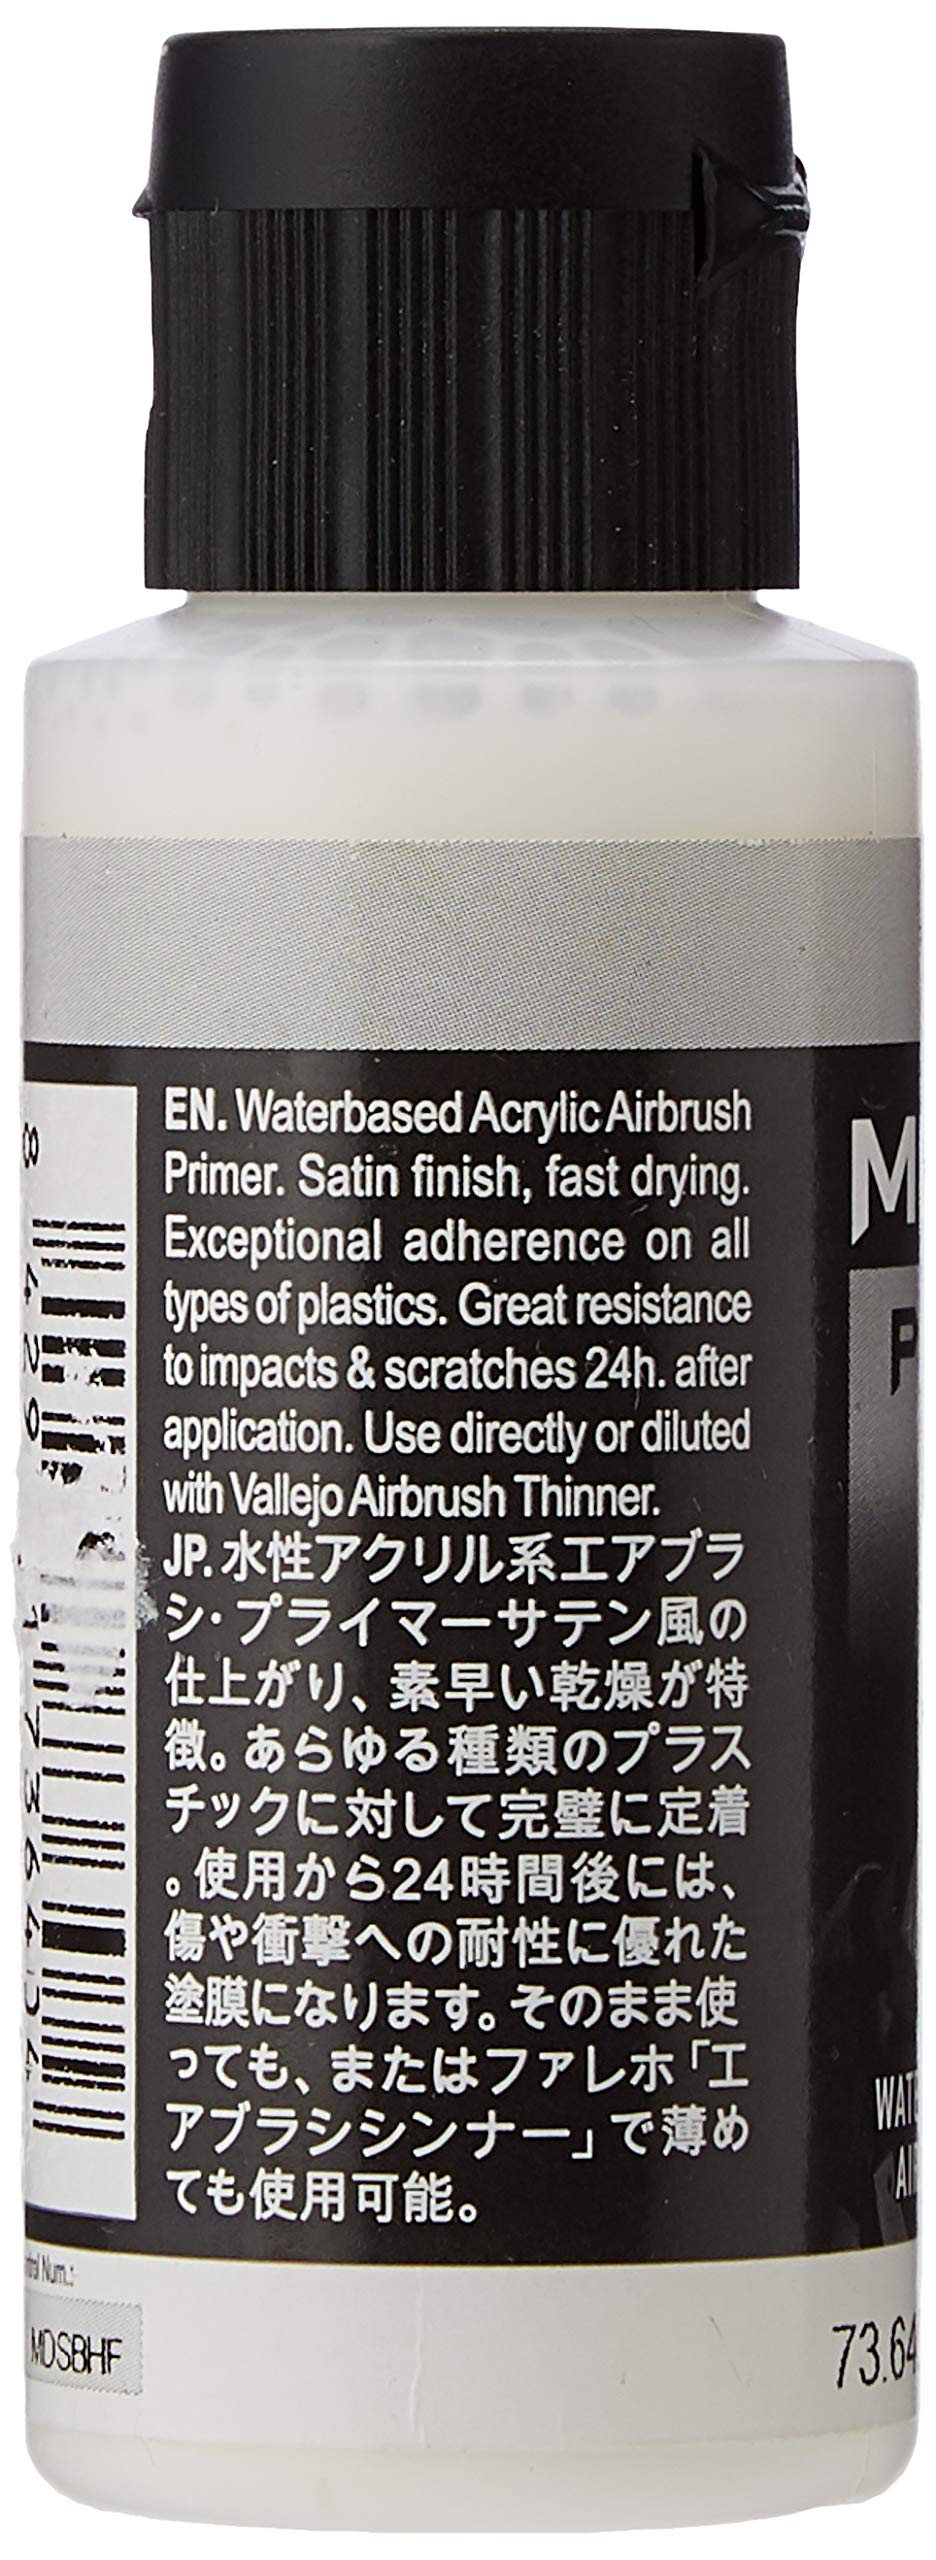 EN. Waterbased Acrylic Airbrush
Primer. Satin finish, fast drying.
Exceptional adherence on all
types of plastics. Great resistance
to impacts & scratches 24h. after
application. Use directly or diluted
with Vallejo Airbrush Thinner.
JP. 水性アクリル系エアブラ
シ・プライマーサテン風の
仕上がり、素早い乾燥が特
徴。あらゆる種類のプラス
チックに対して完璧に定着
。使用から24時間後には、
傷や衝撃への耐性に優れた
塗膜になります。そのまま使
っても、またはファレホ「エ
アブラシシンナー」で薄め
ても使用可能。
Num.:
MDSBHF
73.64